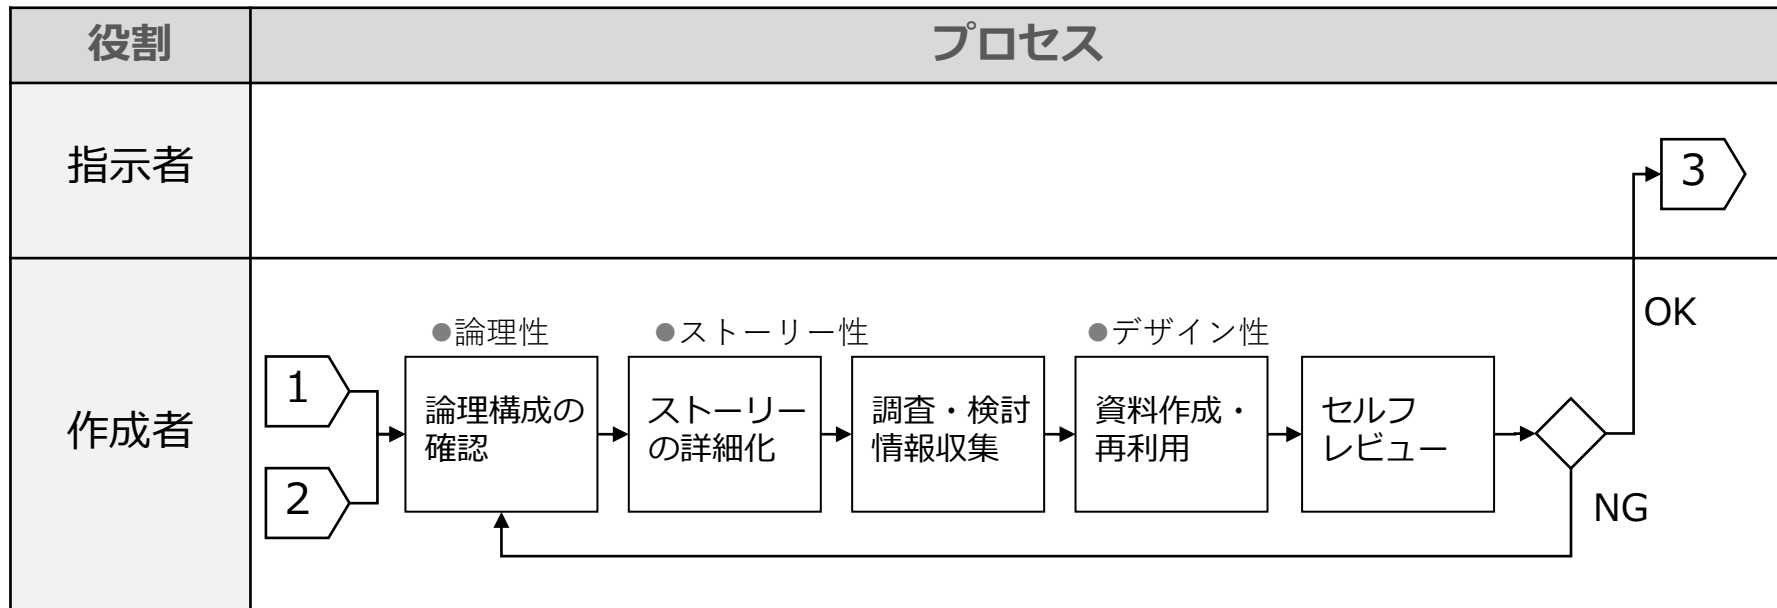 役割
プロセス
指示者
3
作成者
OK
●論理性
●ストーリー性
●デザイン性
1
2
論理構成の
確認
ストーリー
の詳細化
調査・検討
情報収集
資料作成・
再利用
セルフ
レビュー
NG